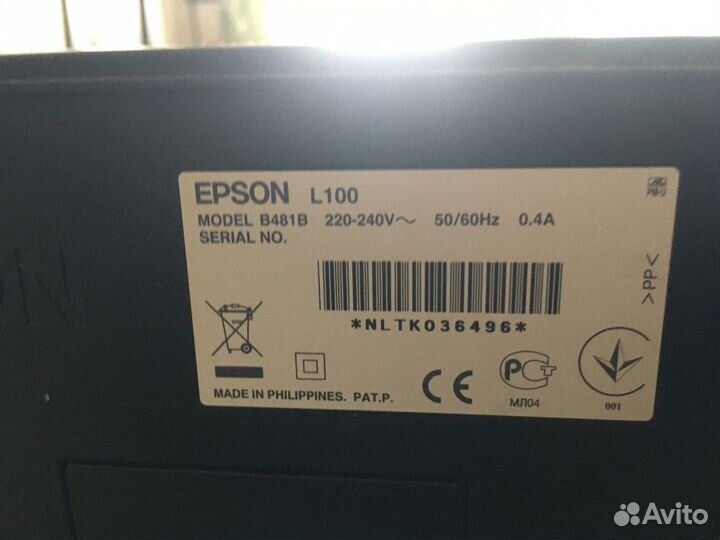 EPSON L100
MODEL B481B 220-240V~ 50/60Hz 0.4A
SERIAL NO.
*NLTK036496*
MADE IN PHILIPPINES. PAT.P.
CE
РСТ
МЛ04
001
>PP<
Avito